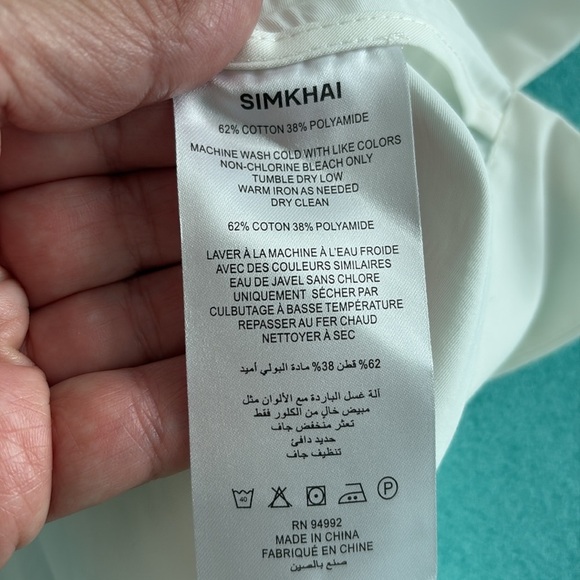 SIMKHAI
62% COTTON 38% POLYAMIDE
MACHINE WASH COLD WITH LIKE COLORS
NON-CHLORINE BLEACH ONLY
TUMBLE DRY LOW
WARM IRON AS NEEDED
DRY CLEAN
62% COTON 38% POLYAMIDE
LAVER À LA MACHINE À L'EAU FROIDE
AVEC DES COULEURS SIMILAIRES
EAU DE JAVEL SANS CHLORE
UNIQUEMENT SÉCHER PAR
CULBUTAGE À BASSE TEMPÉRATURE
REPASSER AU FER CHAUD
NETTOYER À SEC
62% قطن 38% مادة البولي أميد
آلة غسل الباردة مع الألوان مثل
مبيض خال من الكلور فقط
تعثر منخفض جاف
حديد دافئ
تنظيف جاف
40 P
RN 94992
MADE IN CHINA
FABRIQUÉ EN CHINE
صنع بالصين